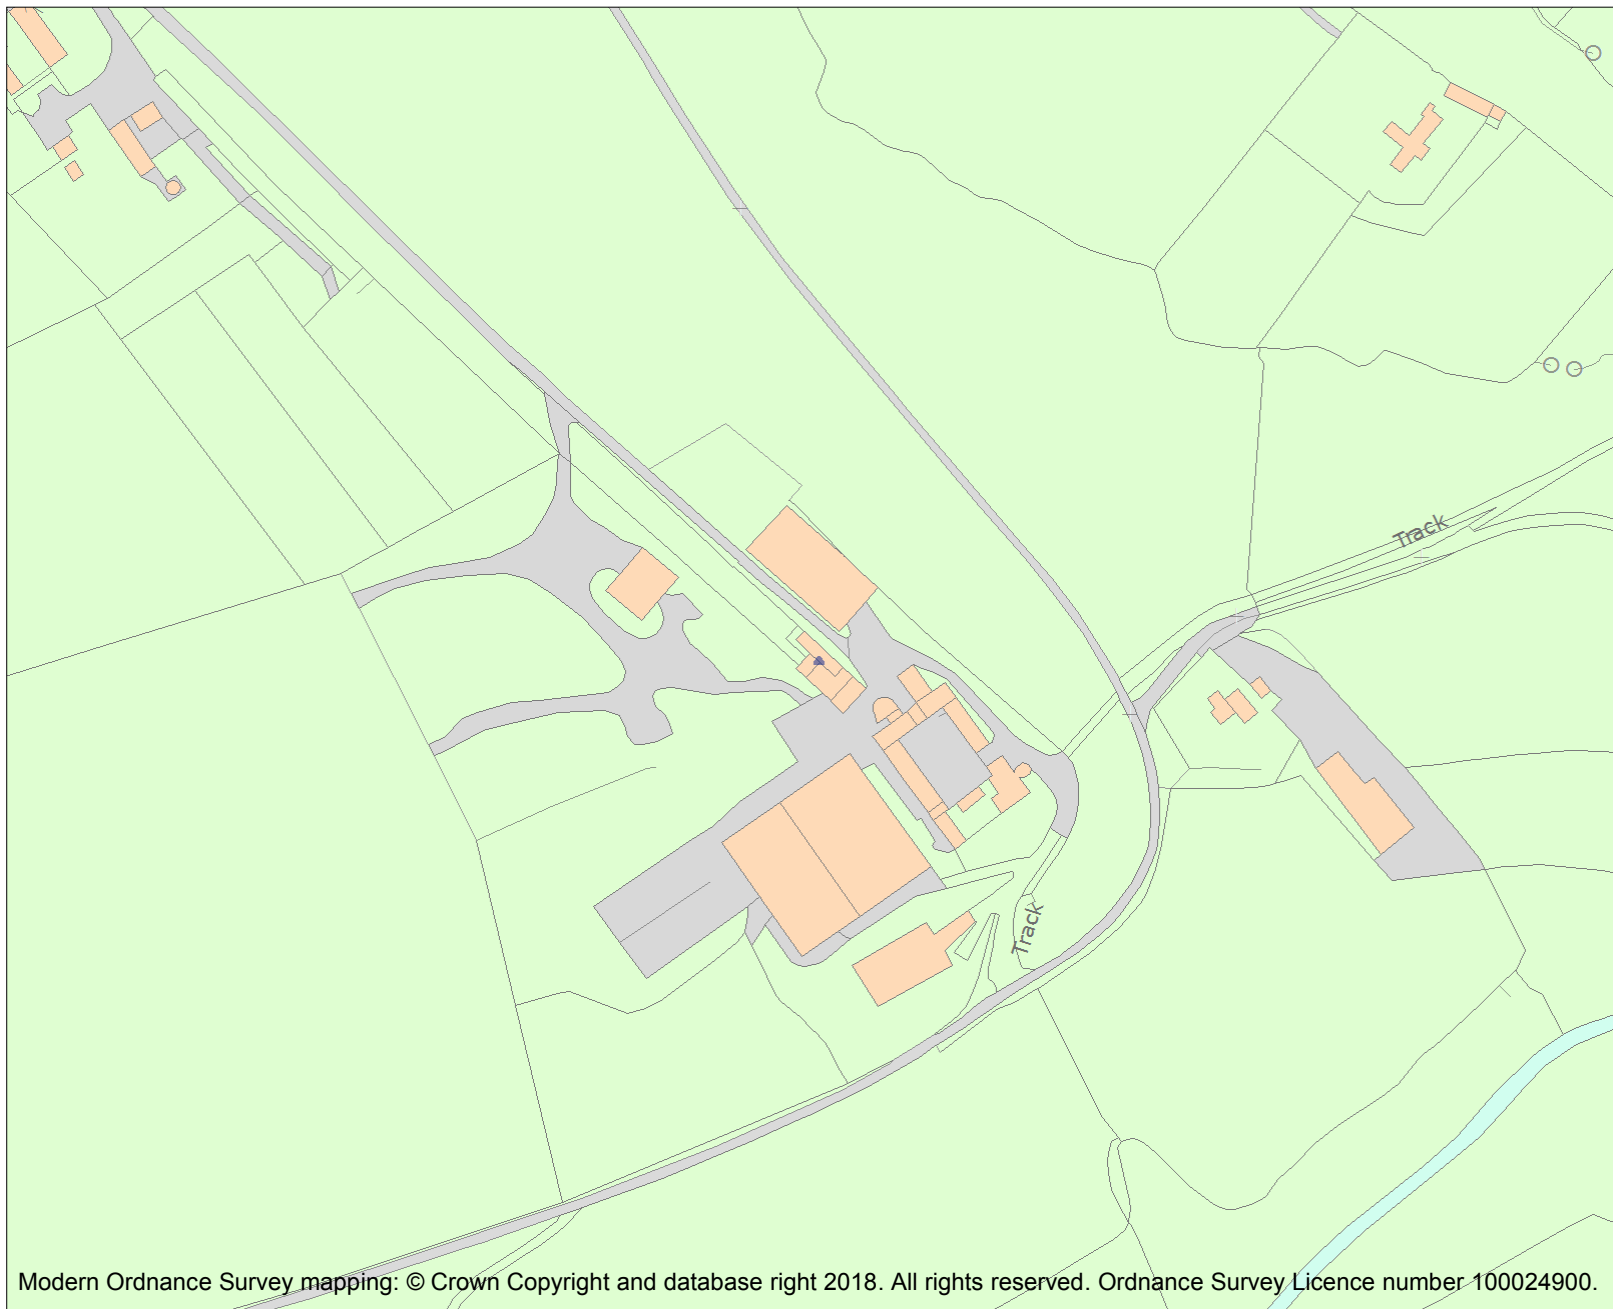 Track
Track
Modern Ordnance Survey mapping: © Crown Copyright and database right 2018. All rights reserved. Ordnance Survey Licence number 100024900.